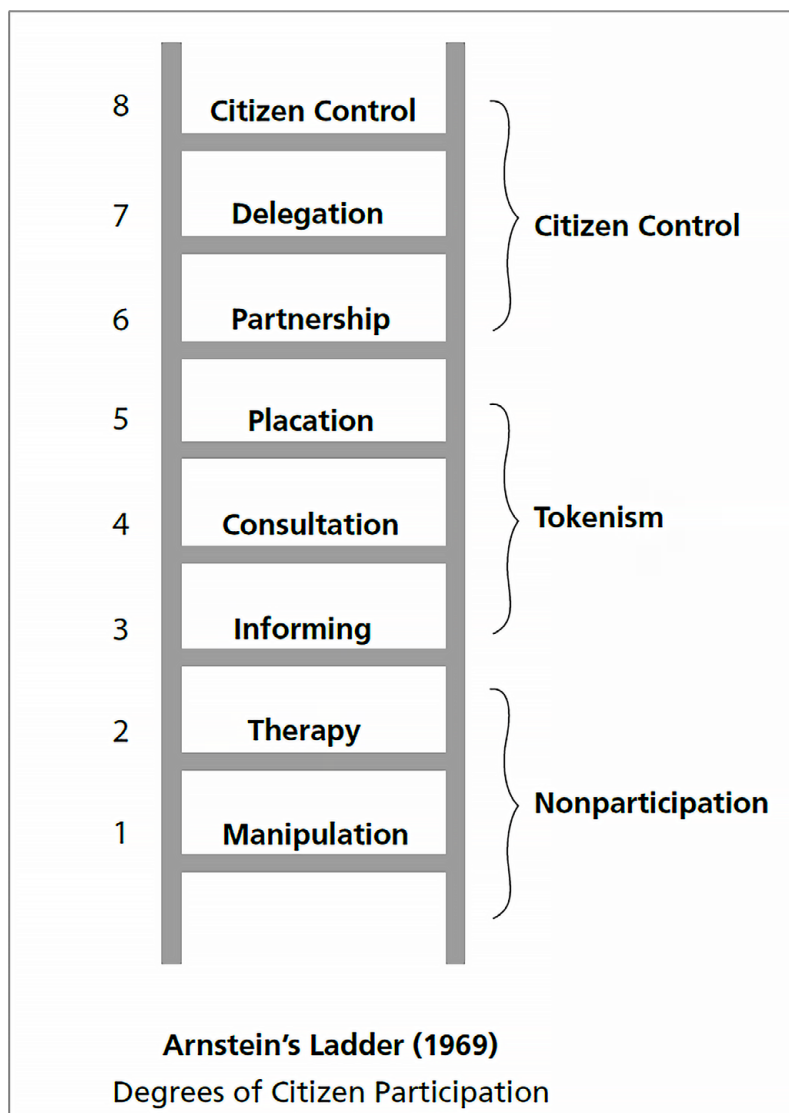 8 Citizen Control
7 Delegation
Citizen Control
6 Partnership
5 Placation
4 Consultation
Tokenism
3 Informing
2 Therapy
Nonparticipation
1 Manipulation
Arnstein’s Ladder (1969)
Degrees of Citizen Participation